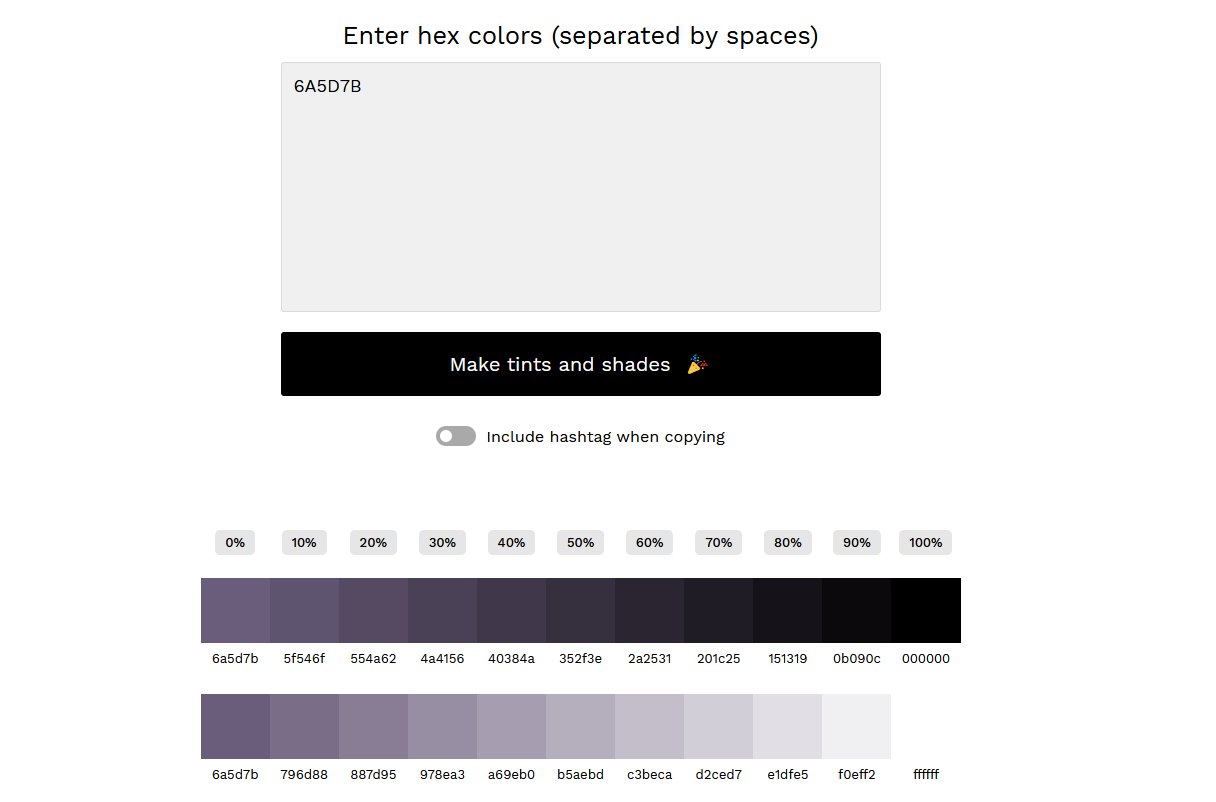 Enter hex colors (separated by spaces)
6A5D7B
Make tints and shades 🎉
Include hashtag when copying
0% 10% 20% 30% 40% 50% 60% 70% 80% 90% 100%
6a5d7b 5f546f 554a62 4a4156 40384a 352f3e 2a2531 201c25 151319 0b090c 000000
6a5d7b 796d88 887d95 978ea3 a69eb0 b5aebd c3beca d2ced7 e1dfe5 f0eff2 ffffff